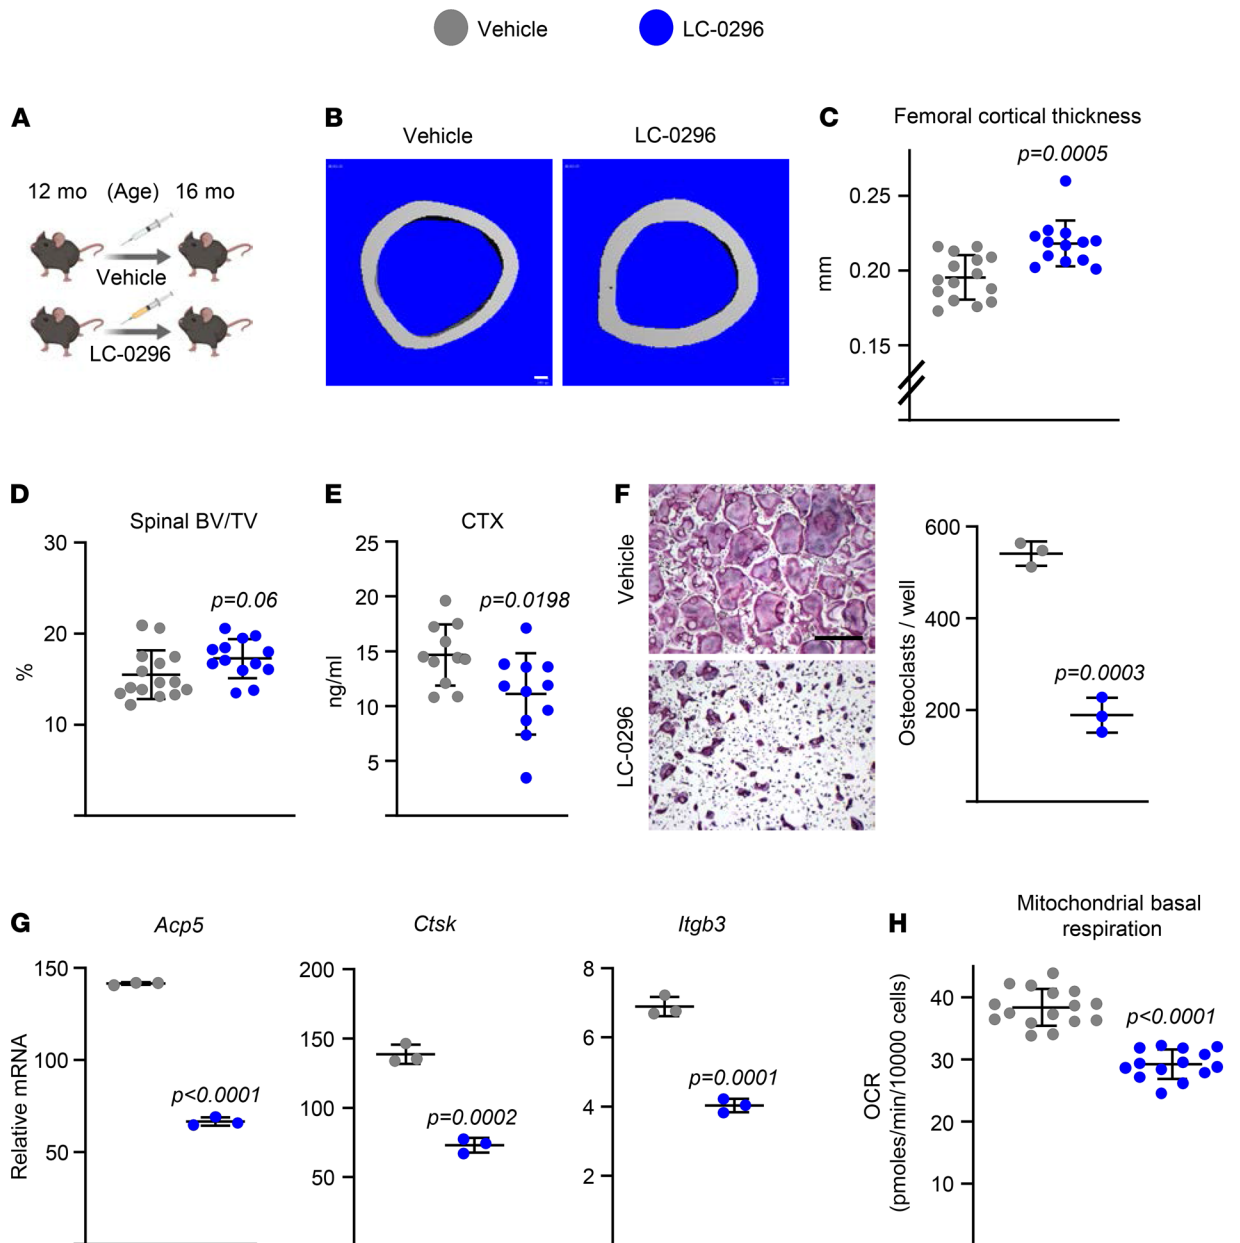 Vehicle
LC-0296
A
12 mo (Age) 16 mo
Vehicle
LC-0296
B
Vehicle
LC-0296
C
Femoral cortical thickness
p=0.0005
mm
0.25
0.20
0.15
D
Spinal BV/TV
p=0.06
%
30
20
10
E
CTX
p=0.0198
ng/ml
25
20
15
10
5
F
Vehicle
LC-0296
Osteoclasts / well
600
400
200
p=0.0003
G
Acp5
Relative mRNA
150
100
50
p<0.0001
Ctsk
200
150
100
50
p=0.0002
Itgb3
8
6
4
2
p=0.0001
H
Mitochondrial basal
respiration
OCR
(pmoles/min/10000 cells)
40
30
20
10
p<0.0001